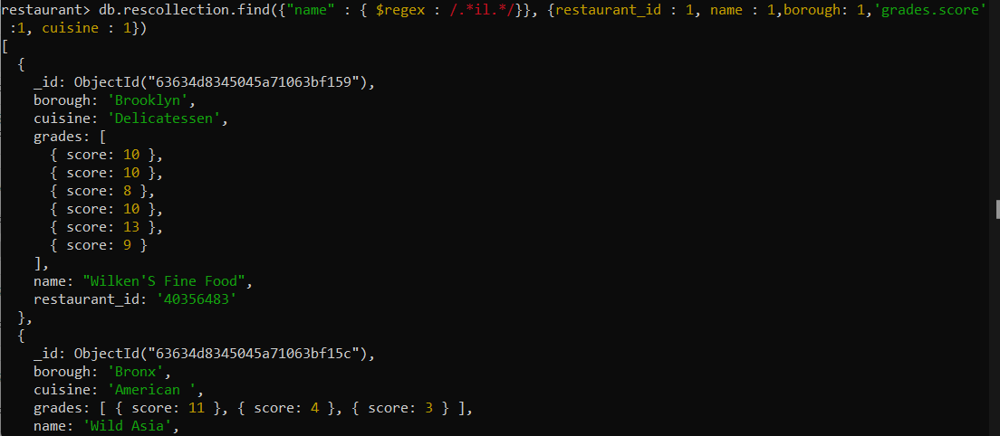 restaurant> db.rescollection.find({"name" : { $regex : /.*il.*/}}, {restaurant_id : 1, name : 1,borough: 1,'grades.score'
 :1, cuisine : 1})
[
  {
    _id: ObjectId("63634d8345045a71063bf159"),
    borough: 'Brooklyn',
    cuisine: 'Delicatessen',
    grades: [
      { score: 10 },
      { score: 10 },
      { score: 8 },
      { score: 10 },
      { score: 13 },
      { score: 9 }
    ],
    name: "Wilken'S Fine Food",
    restaurant_id: '40356483'
  },
  {
    _id: ObjectId("63634d8345045a71063bf15c"),
    borough: 'Bronx',
    cuisine: 'American ',
    grades: [ { score: 11 }, { score: 4 }, { score: 3 } ],
    name: 'Wild Asia',